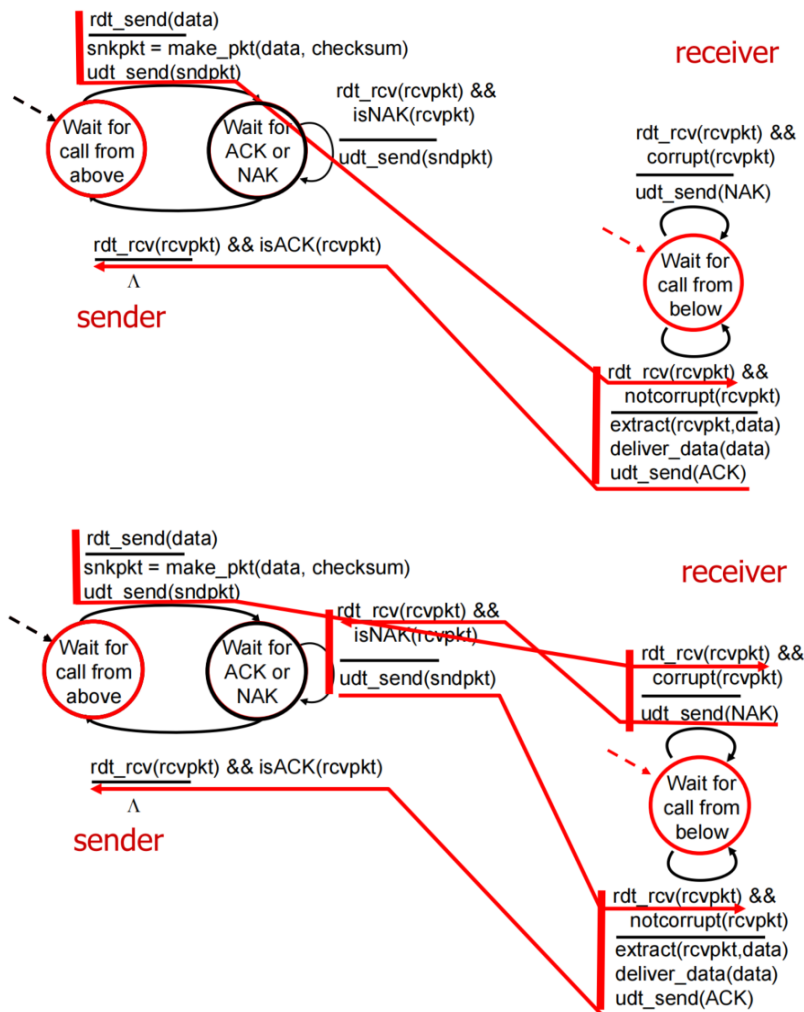 rdt_send(data)
snkpkt = make_pkt(data, checksum)
udt_send(sndpkt)
receiver
Wait for
call from
above
Wait for
ACK or
NAK
rdt_rcv(rcvpkt) &&
isNAK(rcvpkt)
udt_send(sndpkt)
rdt_rcv(rcvpkt) &&
corrupt(rcvpkt)
udt_send(NAK)
rdt_rcv(rcvpkt) && isACK(rcvpkt)
Λ
sender
Wait for
call from
below
rdt_rcv(rcvpkt) &&
notcorrupt(rcvpkt)
extract(rcvpkt,data)
deliver_data(data)
udt_send(ACK)
rdt_send(data)
snkpkt = make_pkt(data, checksum)
udt_send(sndpkt)
receiver
Wait for
call from
above
Wait for
ACK or
NAK
rdt_rcv(rcvpkt) &&
isNAK(rcvpkt)
udt_send(sndpkt)
rdt_rcv(rcvpkt) &&
corrupt(rcvpkt)
udt_send(NAK)
rdt_rcv(rcvpkt) && isACK(rcvpkt)
Λ
sender
Wait for
call from
below
rdt_rcv(rcvpkt) &&
notcorrupt(rcvpkt)
extract(rcvpkt,data)
deliver_data(data)
udt_send(ACK)